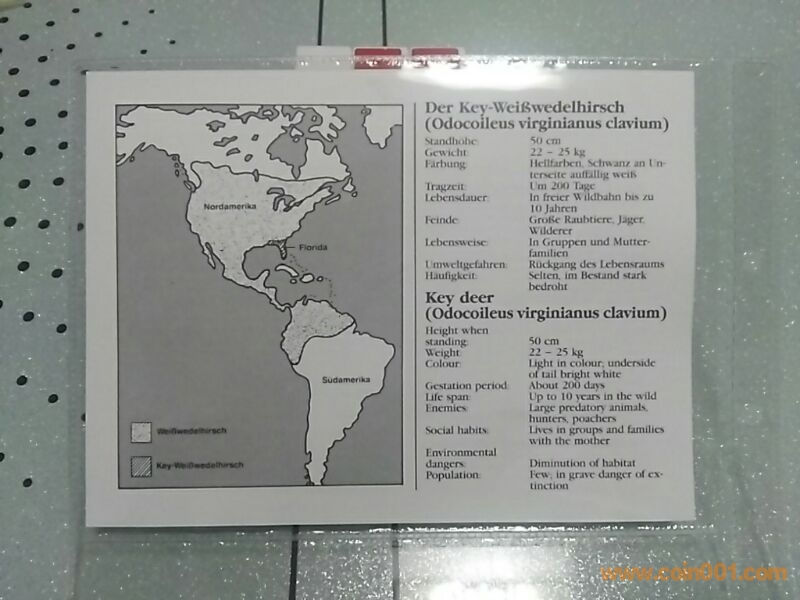 Nordamerika
Florida
Südamerika
Weißwedelhirsch
Key-Weißwedelhirsch
Der Key-Weißwedelhirsch
(Odocoileus virginianus clavium)
Standhöhe: 50 cm
Gewicht: 22 – 25 kg
Färbung: Hellfarben, Schwanz an Un-
terseite auffällig weiß
Tragzeit: Um 200 Tage
Lebensdauer: In freier Wildbahn bis zu
10 Jahren
Feinde: Große Raubtiere, Jäger,
Wilderer
Lebensweise: In Gruppen und Mutter-
familien
Umweltgefahren: Rückgang des Lebensraums
Häufigkeit: Selten, im Bestand stark
bedroht
Key deer
(Odocoileus virginianus clavium)
Height when
standing: 50 cm
Weight: 22 – 25 kg
Colour: Light in colour, underside
of tail bright white
Gestation period: About 200 days
Life span: Up to 10 years in the wild
Enemies: Large predatory animals,
hunters, poachers
Social habits: Lives in groups and families
with the mother
Environmental
dangers: Diminution of habitat
Population: Few, in grave danger of ex-
tinction
www.coin001.com